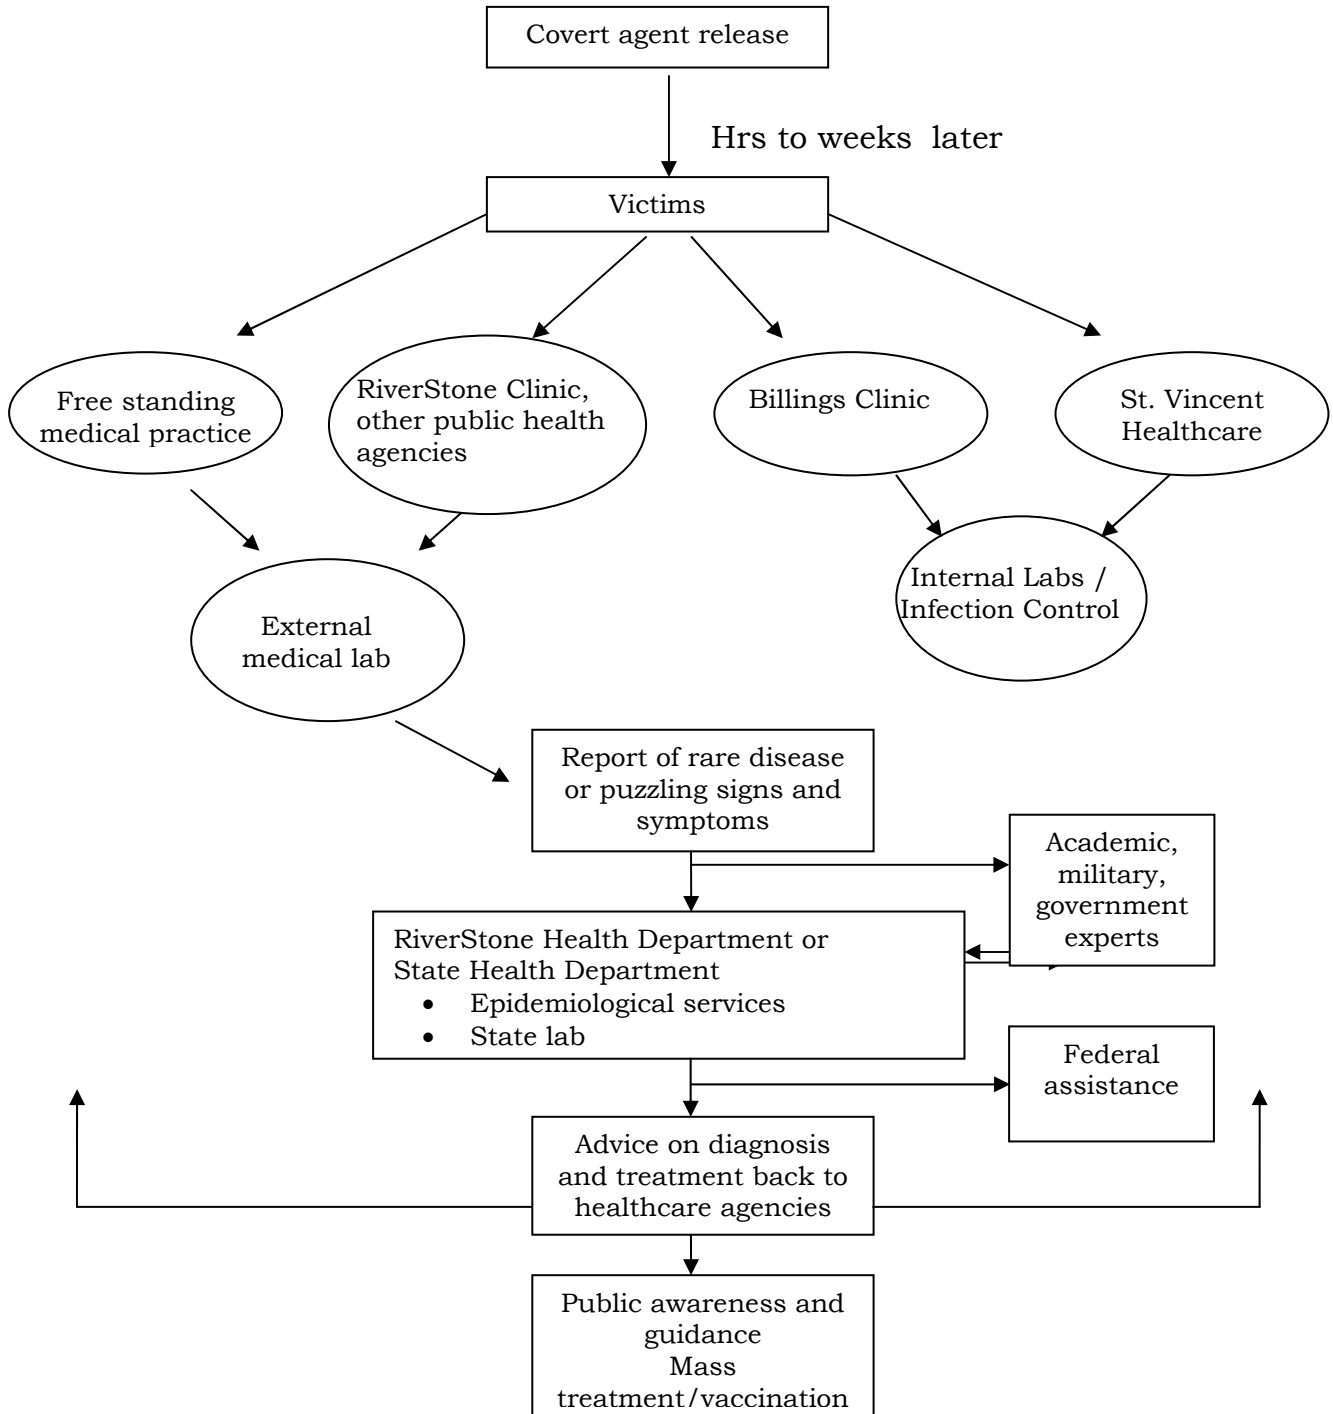 Covert agent release
Hrs to weeks later
Victims
Free standing
medical practice
RiverStone Clinic,
other public health
agencies
Billings Clinic
St. Vincent
Healthcare
External
medical lab
Internal Labs /
Infection Control
Report of rare disease
or puzzling signs and
symptoms
Academic,
military,
government
experts
RiverStone Health Department or
State Health Department
• Epidemiological services
• State lab
Federal
assistance
Advice on diagnosis
and treatment back to
healthcare agencies
Public awareness and
guidance
Mass
treatment/vaccination